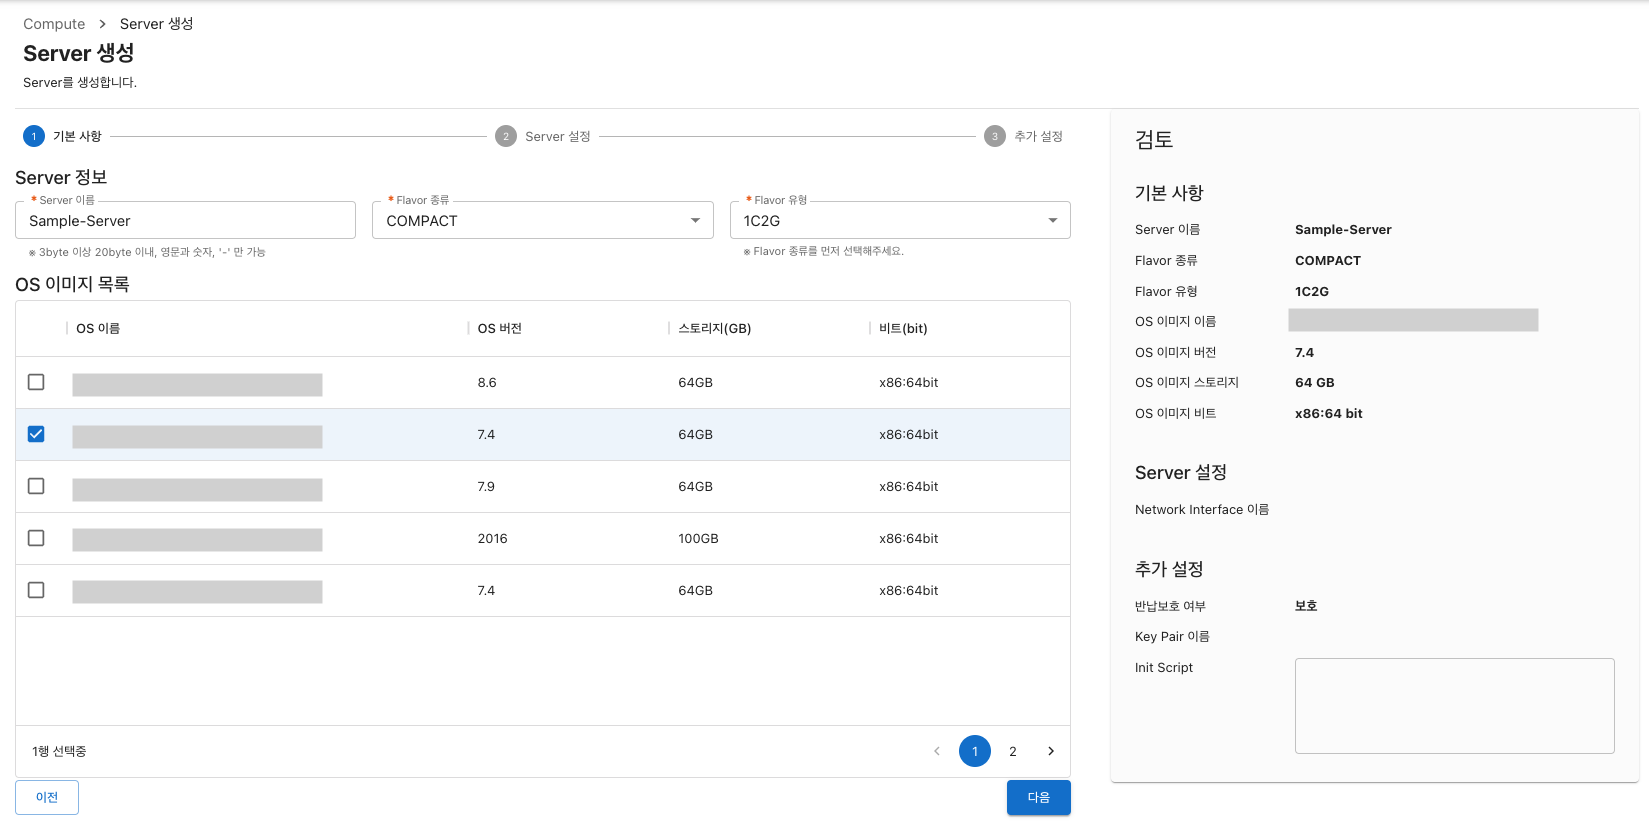 Compute > Server 생성
Server 생성
Server를 생성합니다.
1 기본 사항 2 Server 설정 3 추가 설정
Server 정보
* Server 이름
Sample-Server
※ 3byte 이상 20byte 이내, 영문과 숫자, '-' 만 가능
* Flavor 종류
COMPACT
* Flavor 유형
1C2G
※ Flavor 종류를 먼저 선택해주세요.
OS 이미지 목록
OS 이름 OS 버전 스토리지(GB) 비트(bit)
8.6 64GB x86:64bit
7.4 64GB x86:64bit
7.9 64GB x86:64bit
2016 100GB x86:64bit
7.4 64GB x86:64bit
1행 선택중 1 2
이전 다음
검토
기본 사항
Server 이름 Sample-Server
Flavor 종류 COMPACT
Flavor 유형 1C2G
OS 이미지 이름
OS 이미지 버전 7.4
OS 이미지 스토리지 64 GB
OS 이미지 비트 x86:64 bit
Server 설정
Network Interface 이름
추가 설정
반납보호 여부 보호
Key Pair 이름
Init Script